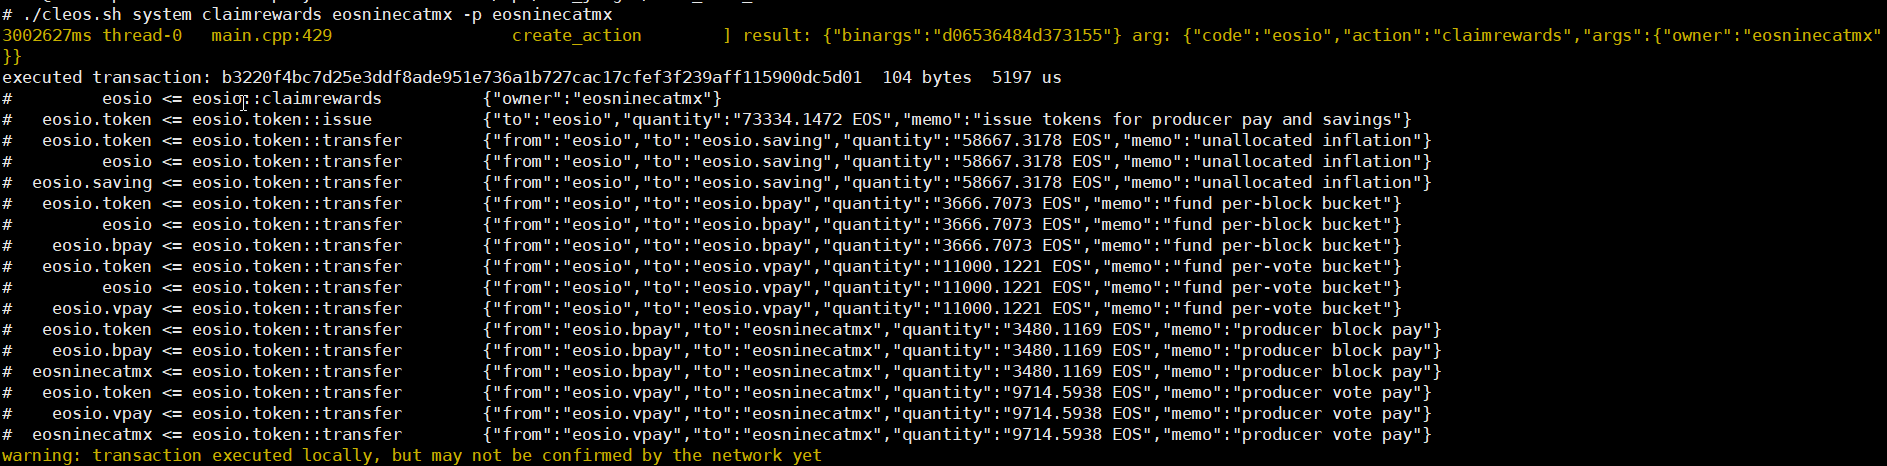 # ./cleos.sh system claimrewards eosninecatmx -p eosninecatmx
3002627ms thread-0   main.cpp:429                  create_action        ] result: {"binargs":"d06536484d373155"} arg: {"code":"eosio","action":"claimrewards","args":{"owner":"eosninecatmx"
}}
executed transaction: b3220f4bc7d25e3ddf8ade951e736a1b727cac17cfef3f239aff115900dc5d01  104 bytes  5197 us
#         eosio <= eosio::claimrewards          {"owner":"eosninecatmx"}
#   eosio.token <= eosio.token::issue           {"to":"eosio","quantity":"73334.1472 EOS","memo":"issue tokens for producer pay and savings"}
#   eosio.token <= eosio.token::transfer        {"from":"eosio","to":"eosio.saving","quantity":"58667.3178 EOS","memo":"unallocated inflation"}
#         eosio <= eosio.token::transfer        {"from":"eosio","to":"eosio.saving","quantity":"58667.3178 EOS","memo":"unallocated inflation"}
#  eosio.saving <= eosio.token::transfer        {"from":"eosio","to":"eosio.saving","quantity":"58667.3178 EOS","memo":"unallocated inflation"}
#   eosio.token <= eosio.token::transfer        {"from":"eosio","to":"eosio.bpay","quantity":"3666.7073 EOS","memo":"fund per-block bucket"}
#         eosio <= eosio.token::transfer        {"from":"eosio","to":"eosio.bpay","quantity":"3666.7073 EOS","memo":"fund per-block bucket"}
#    eosio.bpay <= eosio.token::transfer        {"from":"eosio","to":"eosio.bpay","quantity":"3666.7073 EOS","memo":"fund per-block bucket"}
#   eosio.token <= eosio.token::transfer        {"from":"eosio","to":"eosio.vpay","quantity":"11000.1221 EOS","memo":"fund per-vote bucket"}
#         eosio <= eosio.token::transfer        {"from":"eosio","to":"eosio.vpay","quantity":"11000.1221 EOS","memo":"fund per-vote bucket"}
#    eosio.vpay <= eosio.token::transfer        {"from":"eosio","to":"eosio.vpay","quantity":"11000.1221 EOS","memo":"fund per-vote bucket"}
#   eosio.token <= eosio.token::transfer        {"from":"eosio.bpay","to":"eosninecatmx","quantity":"3480.1169 EOS","memo":"producer block pay"}
#    eosio.bpay <= eosio.token::transfer        {"from":"eosio.bpay","to":"eosninecatmx","quantity":"3480.1169 EOS","memo":"producer block pay"}
#  eosninecatmx <= eosio.token::transfer        {"from":"eosio.bpay","to":"eosninecatmx","quantity":"3480.1169 EOS","memo":"producer block pay"}
#   eosio.token <= eosio.token::transfer        {"from":"eosio.vpay","to":"eosninecatmx","quantity":"9714.5938 EOS","memo":"producer vote pay"}
#    eosio.vpay <= eosio.token::transfer        {"from":"eosio.vpay","to":"eosninecatmx","quantity":"9714.5938 EOS","memo":"producer vote pay"}
#  eosninecatmx <= eosio.token::transfer        {"from":"eosio.vpay","to":"eosninecatmx","quantity":"9714.5938 EOS","memo":"producer vote pay"}
warning: transaction executed locally, but may not be confirmed by the network yet